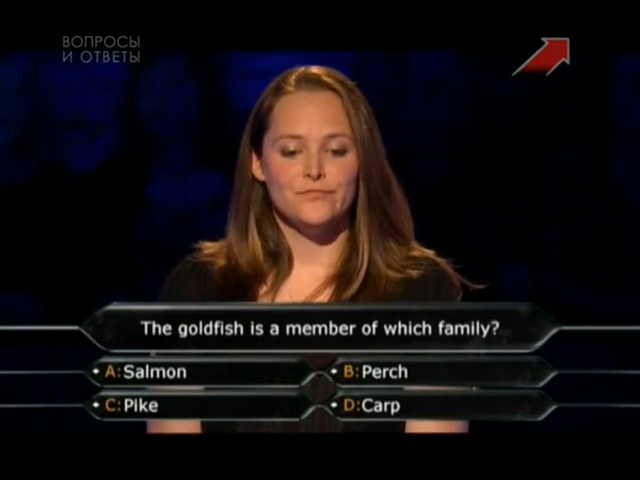 ВОПРОСЫ
И ОТВЕТЫ
The goldfish is a member of which family?
A: Salmon
B: Perch
C: Pike
D: Carp